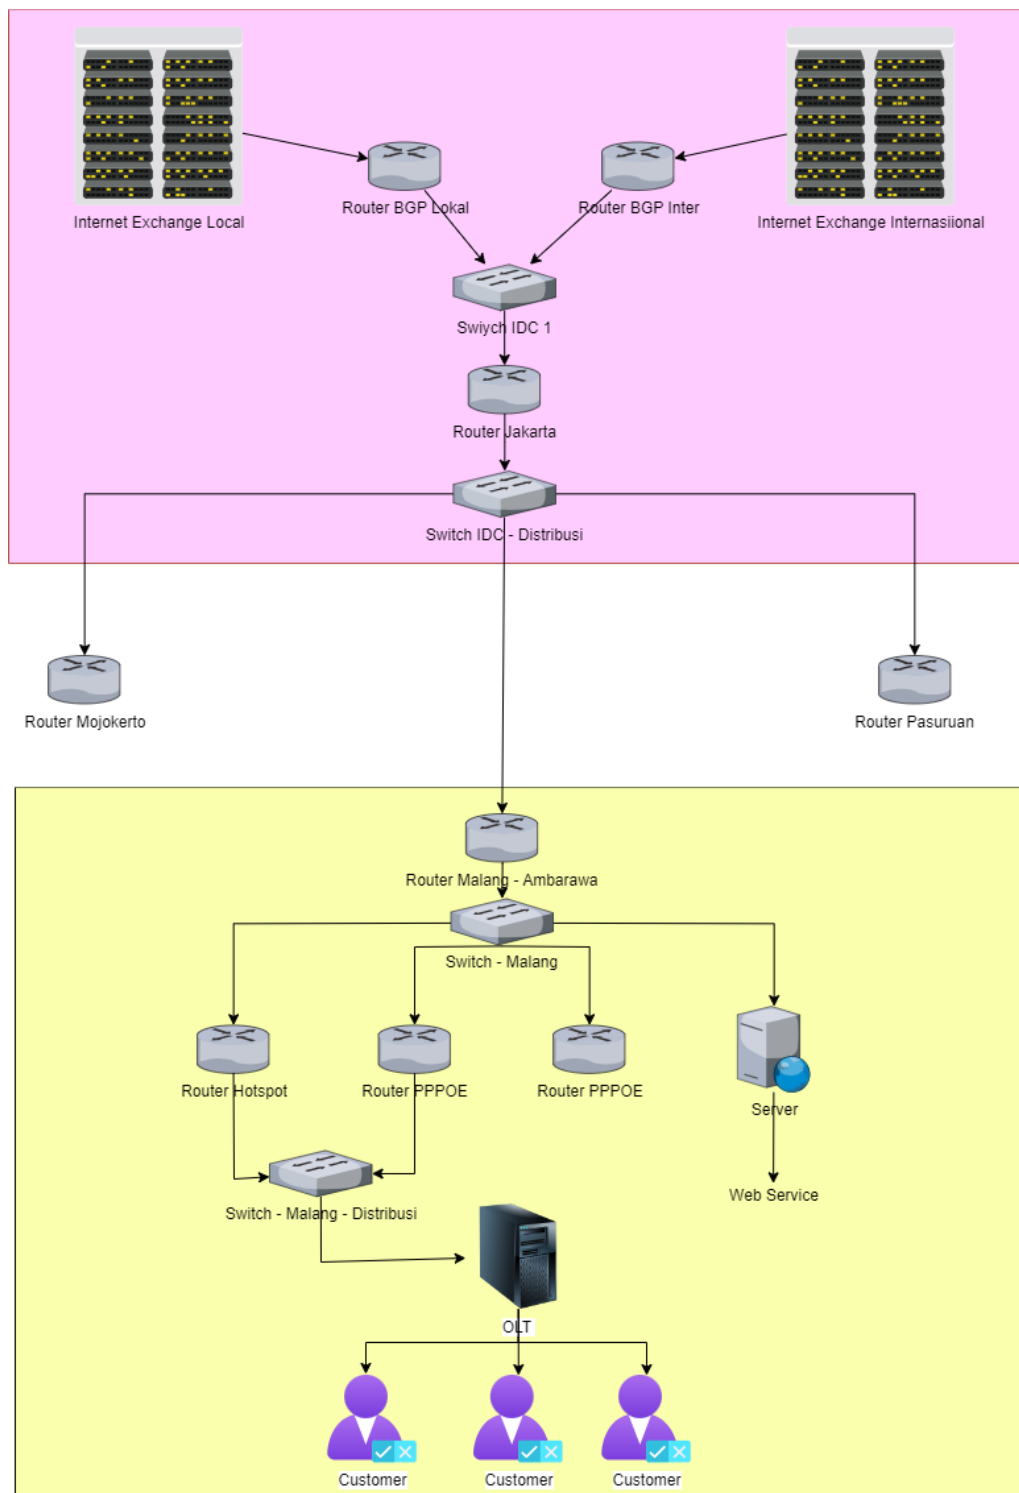 Internet Exchange Local
Router BGP Lokal
Router BGP Inter
Internet Exchange Internasiional
Swiych IDC 1
Router Jakarta
Switch IDC - Distribusi
Router Mojokerto
Router Pasuruan
Router Malang - Ambarawa
Switch - Malang
Router Hotspot
Router PPPOE
Router PPPOE
Server
Web Service
Switch - Malang - Distribusi
OLT
Customer
Customer
Customer